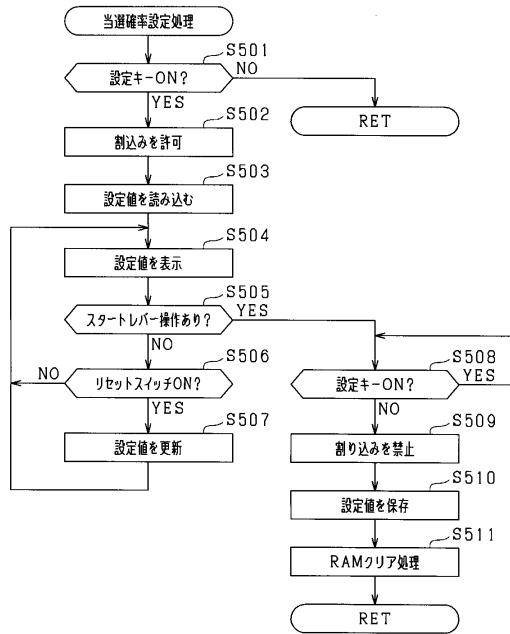 当選確率設定処理
S501
設定キーON?
NO
YES
RET
S502
割込みを許可
S503
設定値を読み込む
S504
設定値を表示
S505
スタートレバー操作あり?
YES
NO
S506
リセットスイッチON?
NO
YES
S507
設定値を更新
S508
設定キーON?
YES
NO
S509
割り込みを禁止
S510
設定値を保存
S511
RAMクリア処理
RET